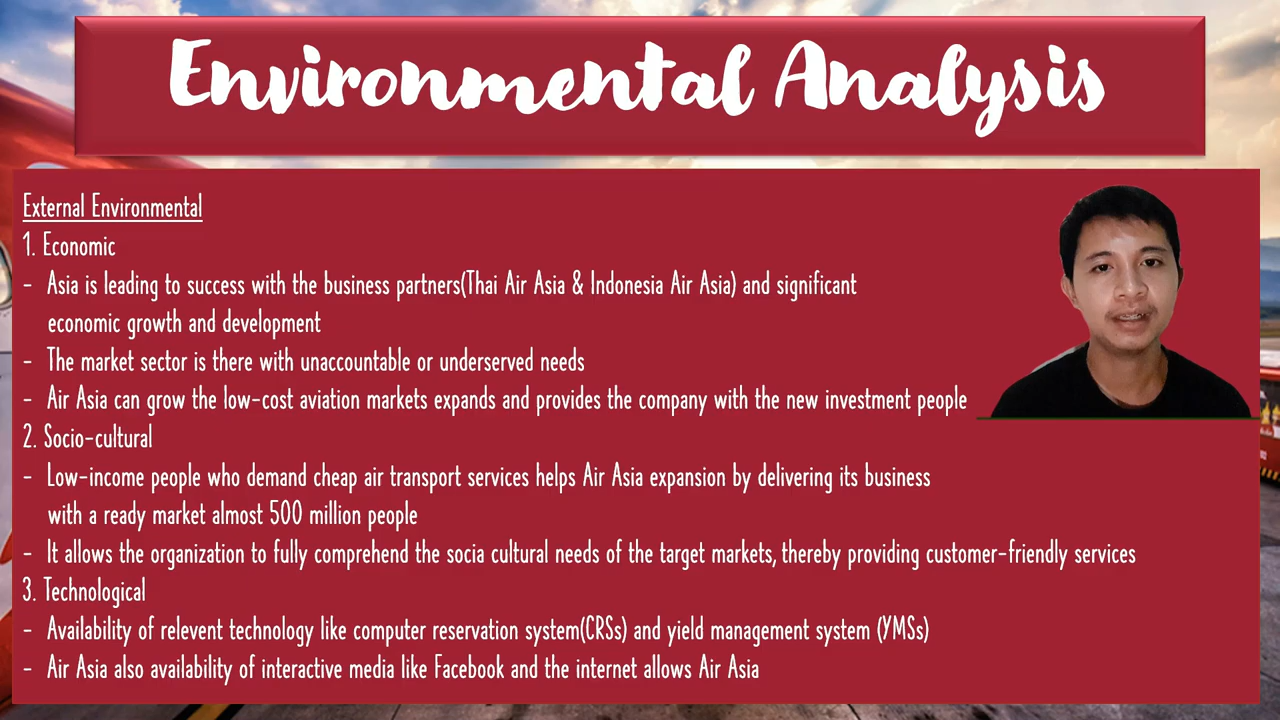 Environmental Analysis
External Environmental
1. Economic
- Asia is leading to success with the business partners(Thai Air Asia & Indonesia Air Asia) and significant
economic growth and development
- The market sector is there with unaccountable or underserved needs
- Air Asia can grow the low-cost aviation markets expands and provides the company with the new investment people
2. Socio-cultural
- Low-income people who demand cheap air transport services helps Air Asia expansion by delivering its business
with a ready market almost 500 million people
- It allows the organization to fully comprehend the socia cultural needs of the target markets, thereby providing customer-friendly services
3. Technological
- Availability of relevent technology like computer reservation system(CRSs) and yield management system (YMSs)
- Air Asia also availability of interactive media like Facebook and the internet allows Air Asia